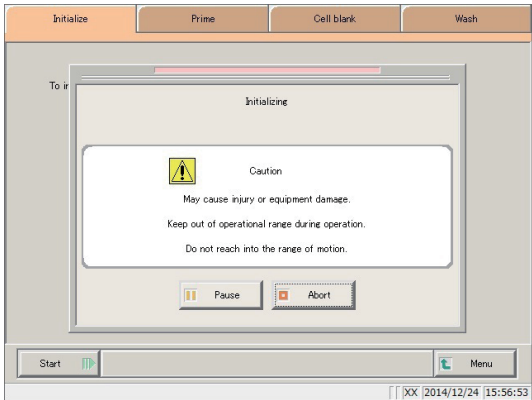 Initialize Prime Cell blank Wash
To in
Initializing
Caution
May cause injury or equipment damage.
Keep out of operational range during operation.
Do not reach into the range of motion.
Pause Abort
Start Menu
XX 2014/12/24 15:56:53